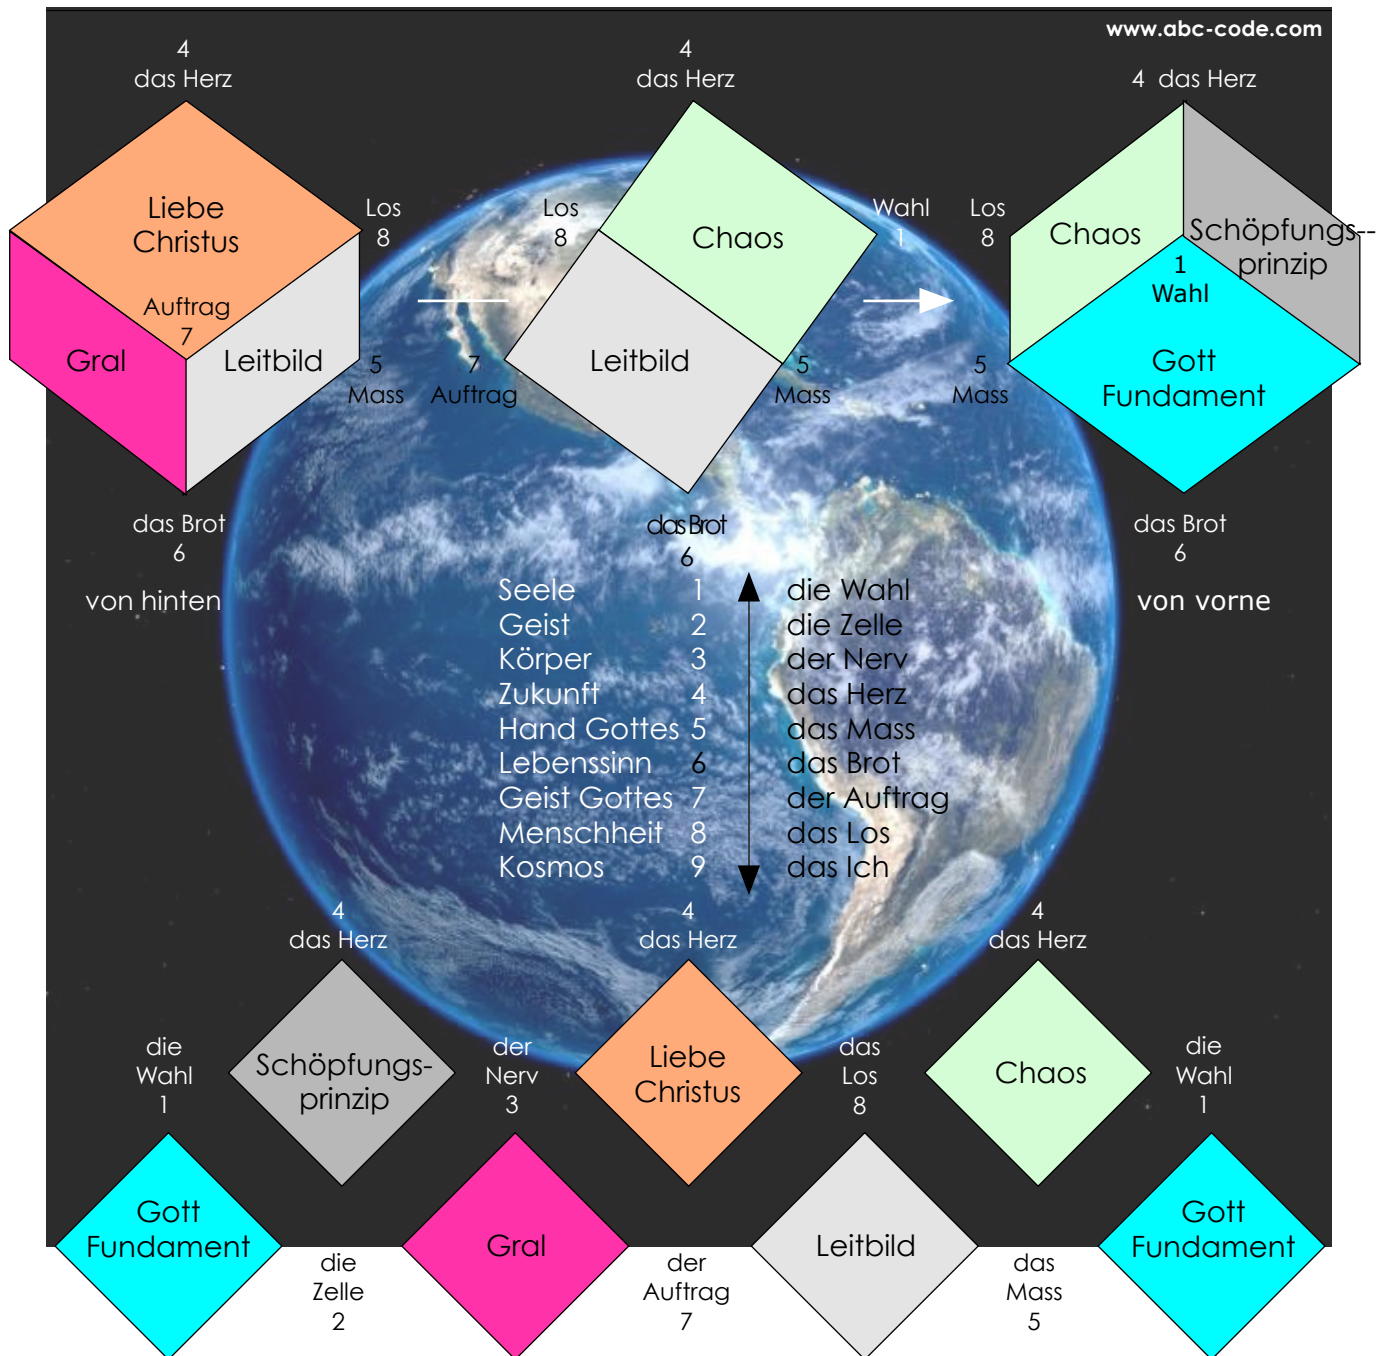 www.abc-code.com
4
das Herz
4
das Herz
4 das Herz
Liebe
Christus
Los
8
Los
8
Chaos
Wahl
1
Los
8
Chaos
Schöpfungs--
prinzip
1
Wahl
Auftrag
7
Gral
Leitbild
5
Mass
7
Auftrag
Leitbild
5
Mass
5
Mass
Gott
Fundament
das Brot
6
das Brot
6
das Brot
6
von hinten
von vorne
Seele 1 die Wahl
Geist 2 die Zelle
Körper 3 der Nerv
Zukunft 4 das Herz
Hand Gottes 5 das Mass
Lebenssinn 6 das Brot
Geist Gottes 7 der Auftrag
Menschheit 8 das Los
Kosmos 9 das Ich
4
das Herz
4
das Herz
4
das Herz
die
Wahl
1
Schöpfungs-
prinzip
der
Nerv
3
Liebe
Christus
das
Los
8
Chaos
die
Wahl
1
Gott
Fundament
die
Zelle
2
Gral
der
Auftrag
7
Leitbild
das
Mass
5
Gott
Fundament